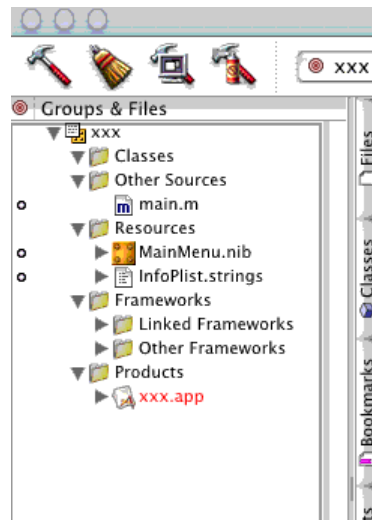 xxx
Groups & Files
xxx
Classes
Other Sources
main.m
Resources
MainMenu.nib
InfoPlist.strings
Frameworks
Linked Frameworks
Other Frameworks
Products
xxx.app
Files
Classes
Bookmarks